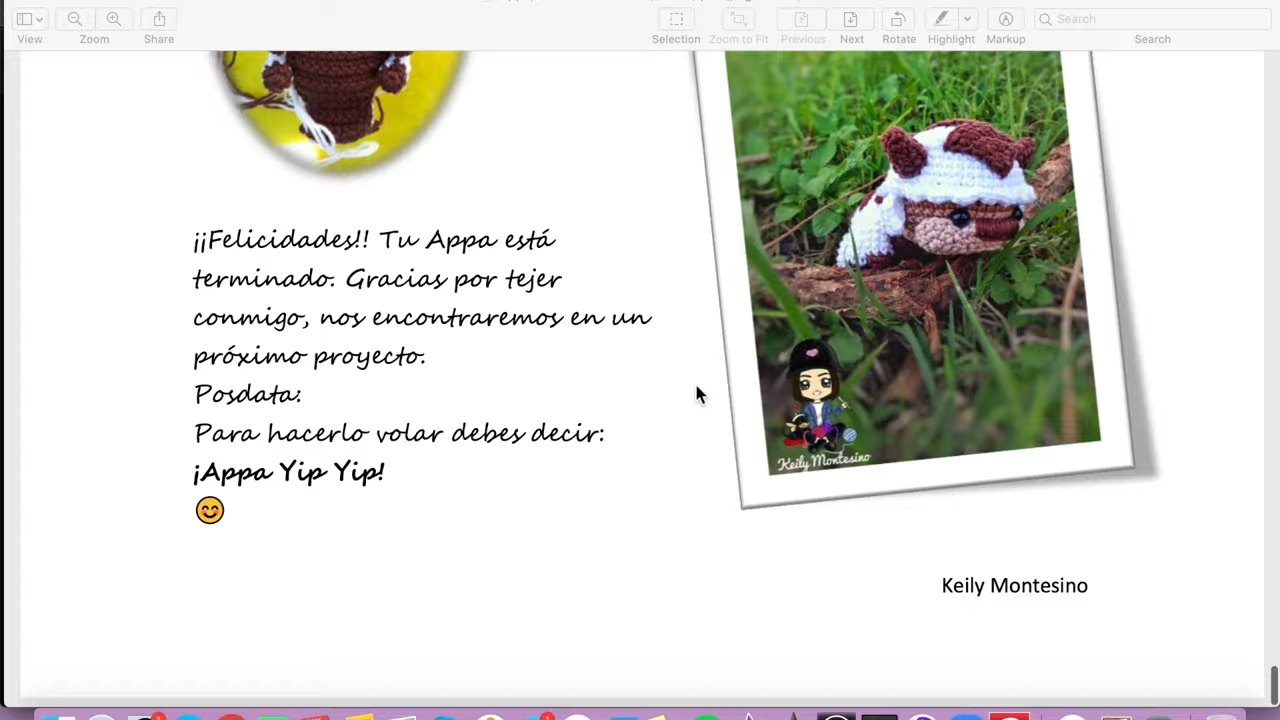 View
Zoom
Share
Selection
Zoom to Fit
Previous
Next
Rotate
Highlight
Markup
Search
Search
¡¡Felicidades!! Tu Appa está
terminado. Gracias por tejer
conmigo, nos encontraremos en un
próximo proyecto.
Posdata:
Para hacerlo volar debes decir:
¡Appa Yip Yip!
Keily Montesino
Keily Montesino